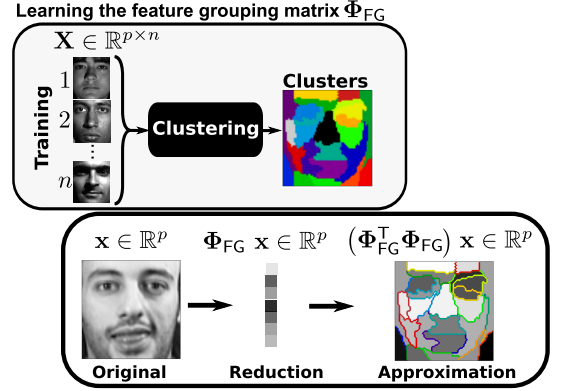 Learning the feature grouping matrix Φ_FG
X ∈ ℝ^{p×n}
Training
1
2
n
Clustering
Clusters
x ∈ ℝ^p
Φ_FG x ∈ ℝ^p
(Φ_FG^T Φ_FG) x ∈ ℝ^p
Original
Reduction
Approximation